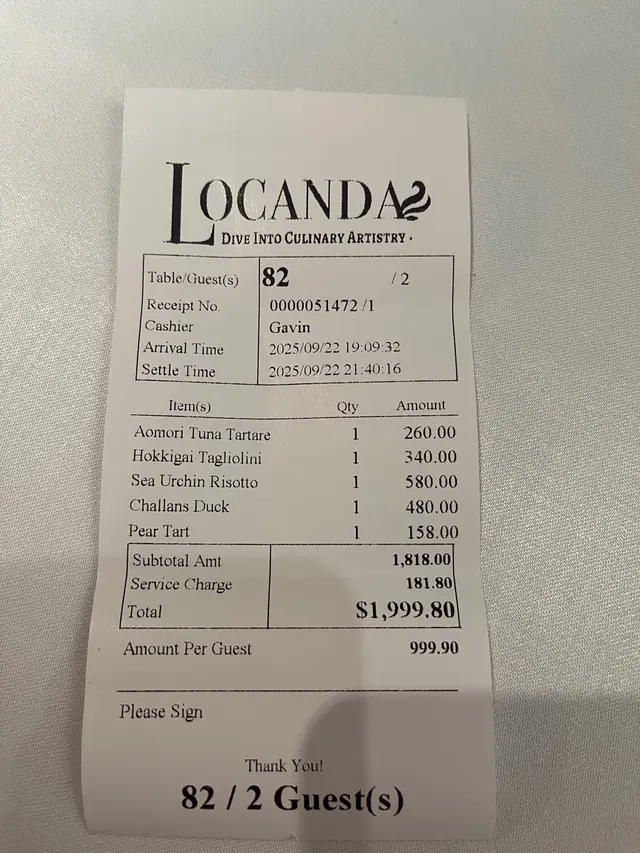 LOCANDA
DIVE INTO CULINARY ARTISTRY ·
Table/Guest(s) 82 / 2
Receipt No. 0000051472 /1
Cashier Gavin
Arrival Time 2025/09/22 19:09:32
Settle Time 2025/09/22 21:40:16
Item(s) Qty Amount
Aomori Tuna Tartare 1 260.00
Hokkigai Tagliolini 1 340.00
Sea Urchin Risotto 1 580.00
Challans Duck 1 480.00
Pear Tart 1 158.00
Subtotal Amt 1,818.00
Service Charge 181.80
Total $1,999.80
Amount Per Guest 999.90
Please Sign
Thank You!
82 / 2 Guest(s)